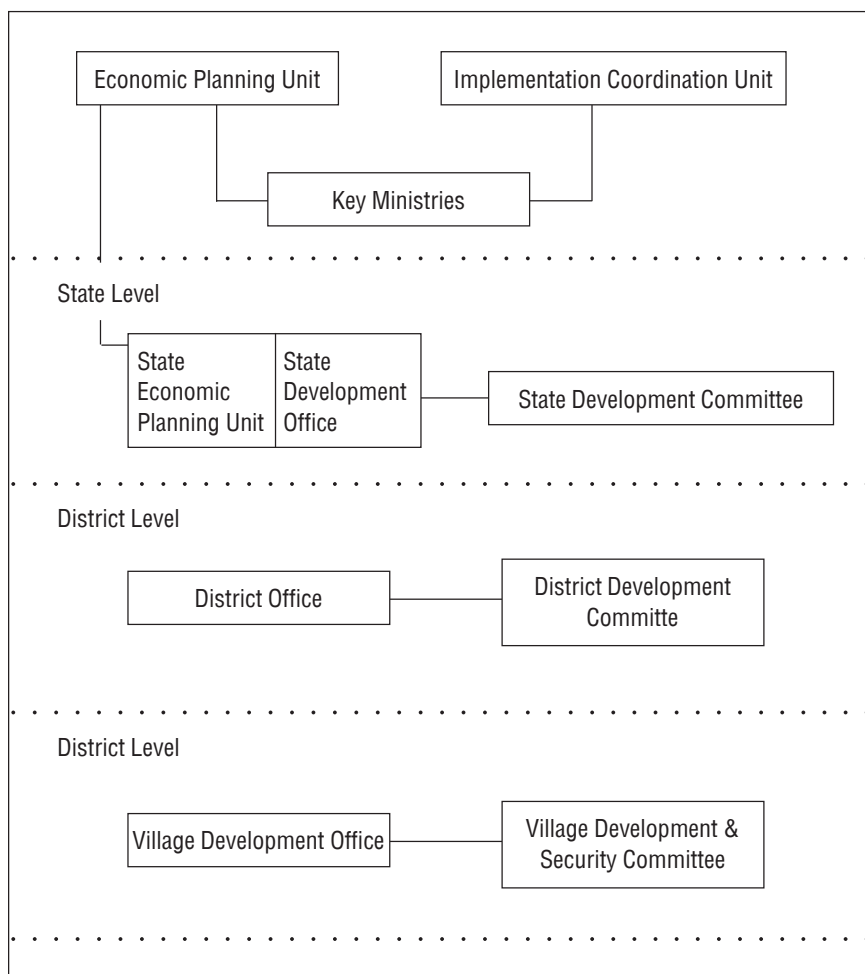 Economic Planning Unit
Implementation Coordination Unit
Key Ministries
State Level
State
Economic
Planning Unit
State
Development
Office
State Development Committee
District Level
District Office
District Development
Committe
District Level
Village Development Office
Village Development &
Security Committee